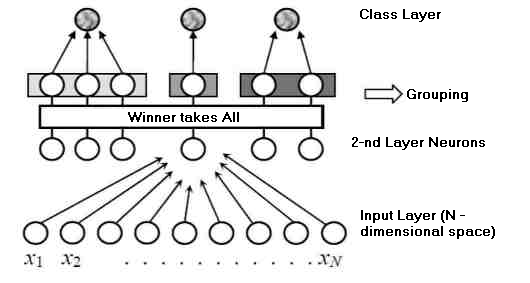 Class Layer
Grouping
Winner takes All
2-nd Layer Neurons
Input Layer (N -
dimensional space)
x1 x2 . . . . . . . . . . . . xN